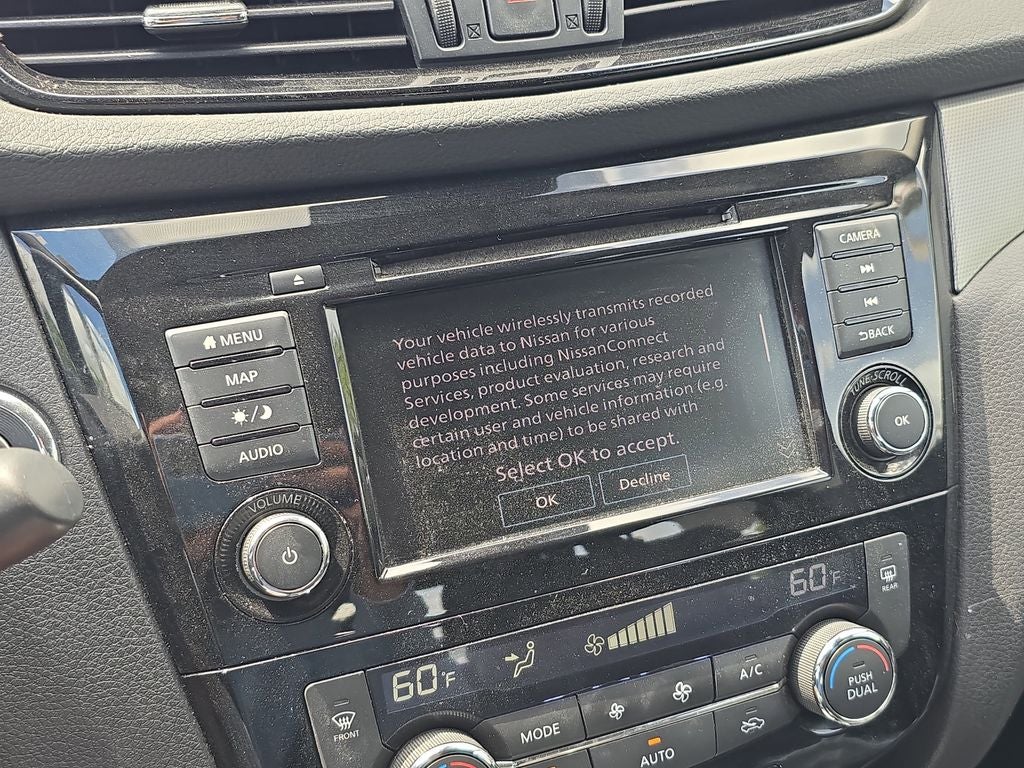 MENU
MAP
AUDIO
VOLUME
Your vehicle wirelessly transmits recorded
vehicle data to Nissan for various
purposes including NissanConnect
Services, product evaluation, research and
development. Some services may require
certain user and vehicle information (e.g.
location and time) to be shared with
Select OK to accept.
OK
Decline
CAMERA
BACK
TUNE·SCROLL
OK
60°F
60°F
REAR
FRONT
MODE
A/C
AUTO
PUSH
DUAL